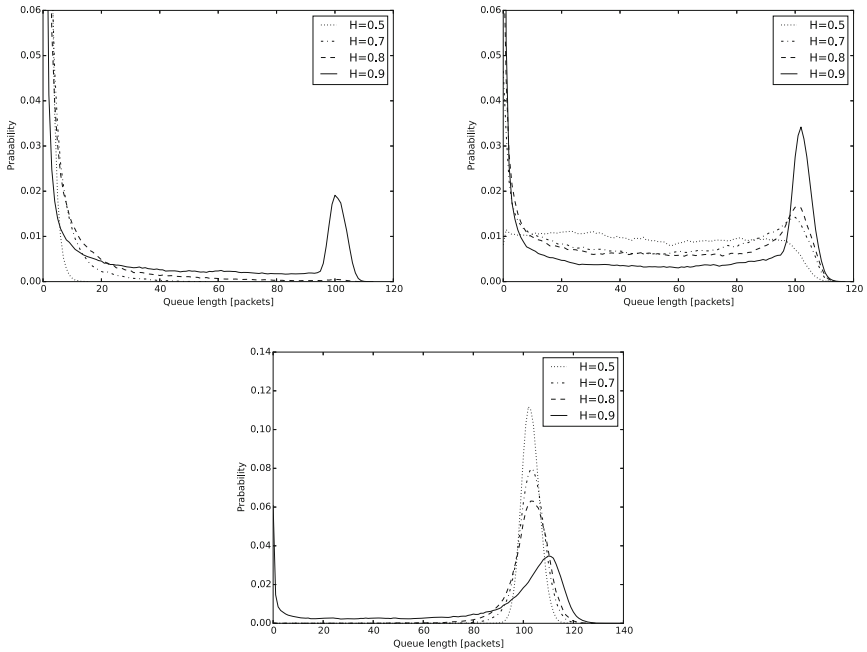 0.06
0.05
0.04
0.03
0.02
0.01
0.00
Prabability
0 20 40 60 80 100 120
Queue length [packets]
H=0.5
H=0.7
H=0.8
H=0.9
0.06
0.05
0.04
0.03
0.02
0.01
0.00
Prabability
0 20 40 60 80 100 120
Queue length [packets]
H=0.5
H=0.7
H=0.8
H=0.9
0.14
0.12
0.10
0.08
0.06
0.04
0.02
0.00
Prabability
0 20 40 60 80 100 120 140
Queue length [packets]
H=0.5
H=0.7
H=0.8
H=0.9